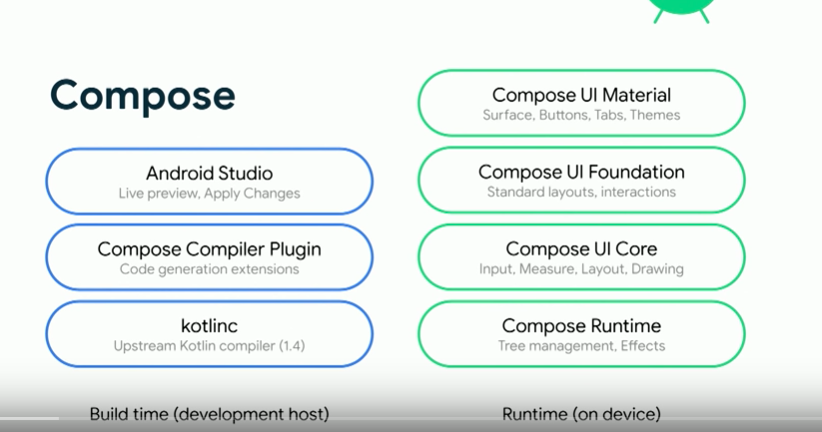 Compose
Android Studio
Live preview, Apply Changes
Compose Compiler Plugin
Code generation extensions
kotlinc
Upstream Kotlin compiler (1.4)
Build time (development host)
Compose UI Material
Surface, Buttons, Tabs, Themes
Compose UI Foundation
Standard layouts, interactions
Compose UI Core
Input, Measure, Layout, Drawing
Compose Runtime
Tree management, Effects
Runtime (on device)